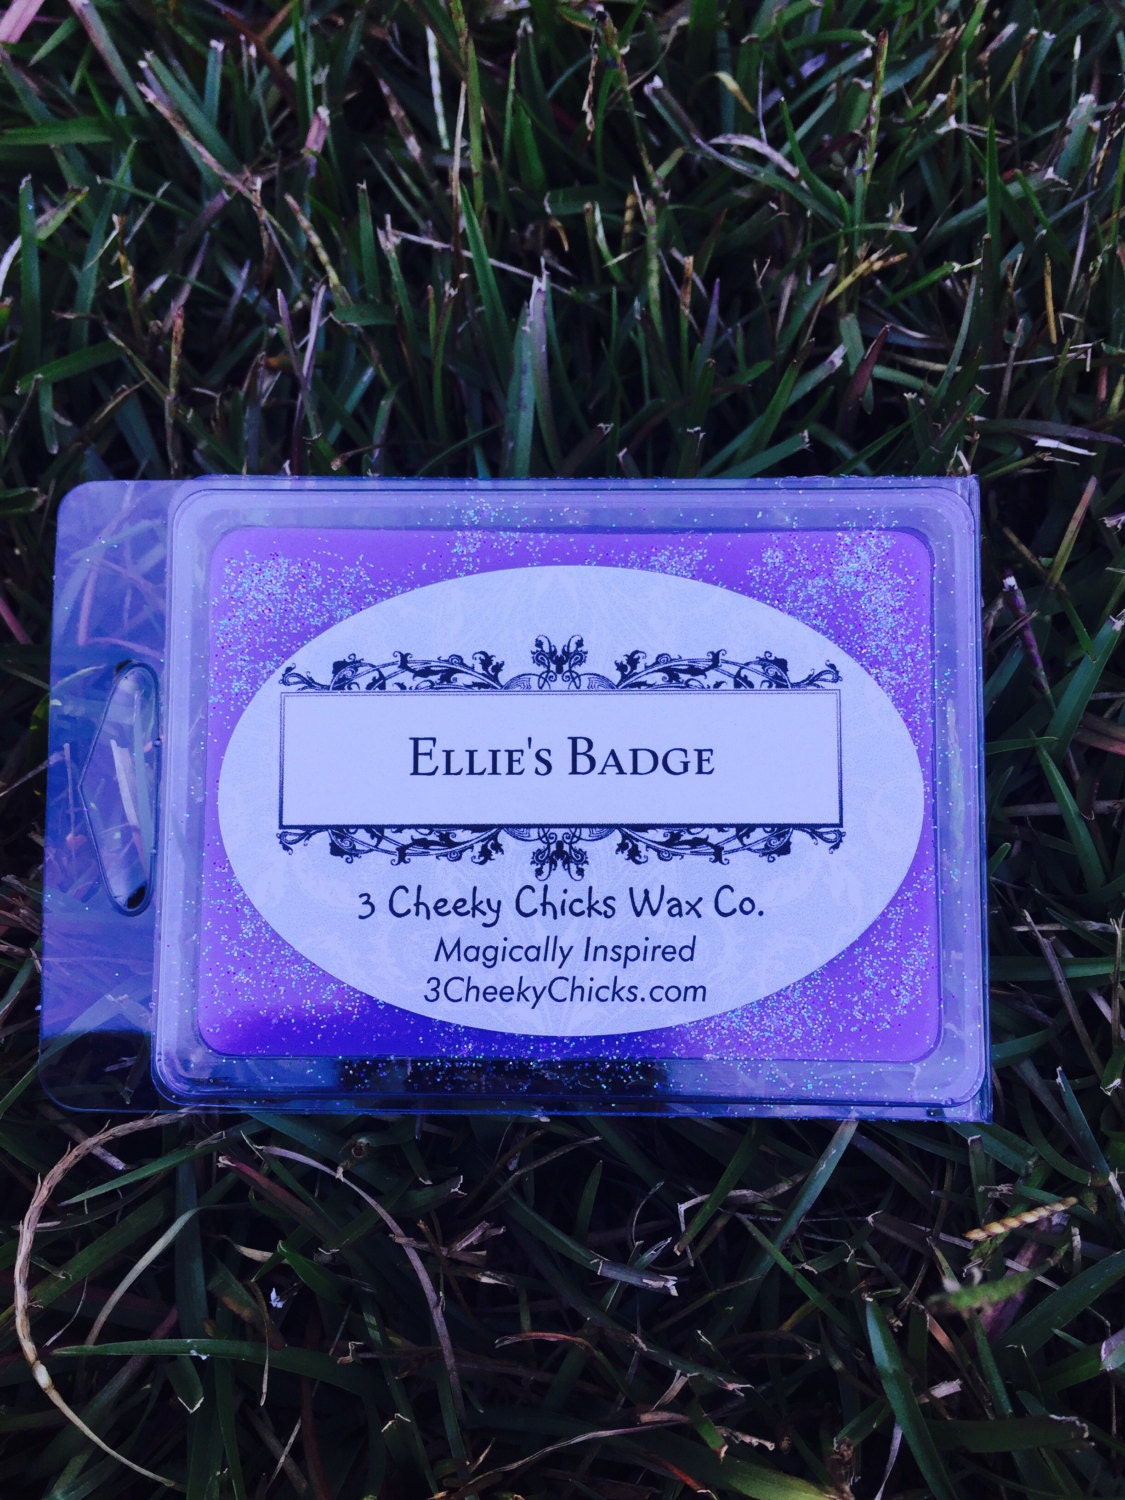 Ellie's Badge
3 Cheeky Chicks Wax Co.
Magically Inspired
3CheekyChicks.com